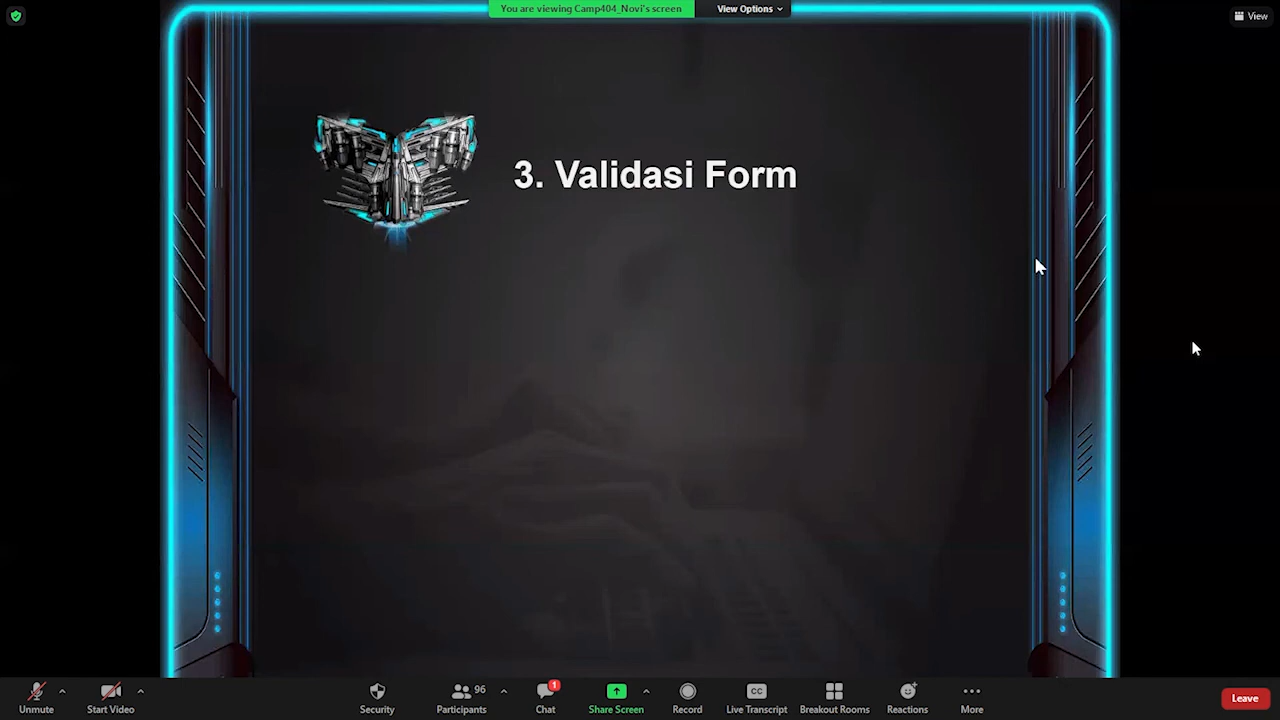 You are viewing Camp404_Novi's screen
View Options
View
3. Validasi Form
Unmute
Start Video
Security
96
Participants
1
Chat
Share Screen
Record
CC
Live Transcript
Breakout Rooms
Reactions
More
Leave